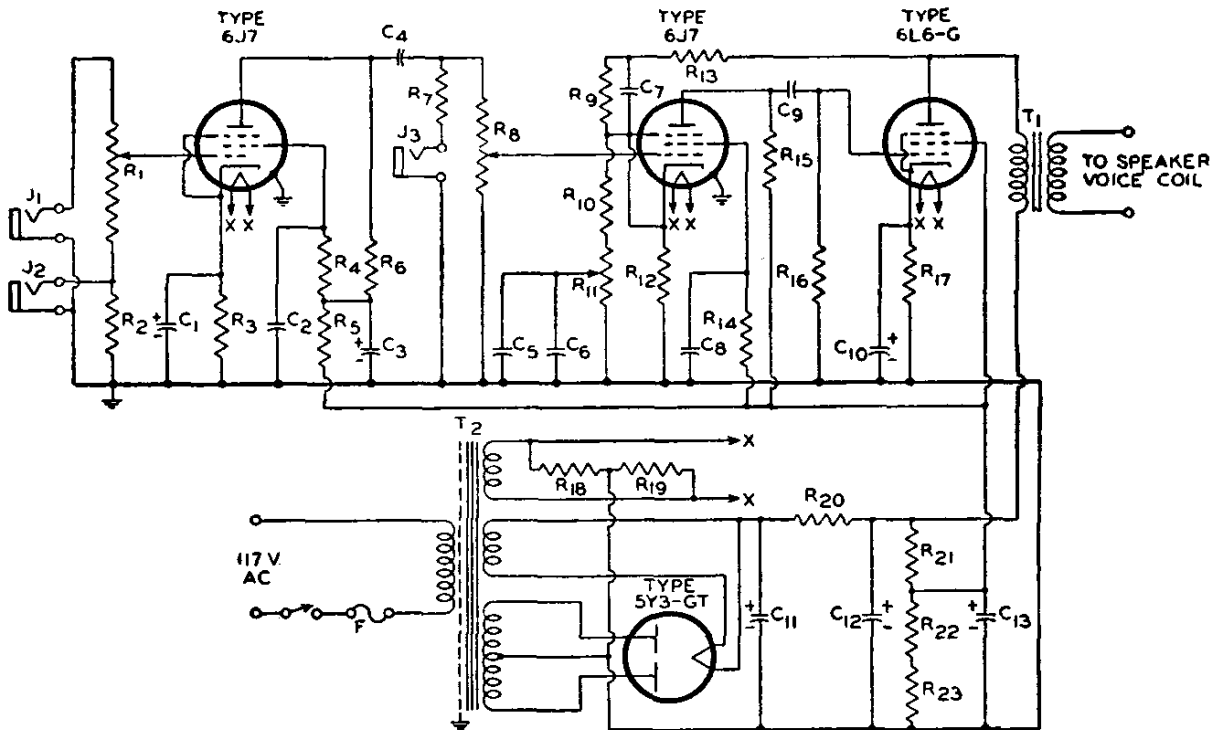 TYPE
6J7
TYPE
6J7
TYPE
6L6-G
C4
R13
R7
R9
C7
C9
T1
J3
R8
R15
TO SPEAKER
VOICE COIL
R1
J1
X X
X X
X X
R10
J2
R4
R6
R12
R16
R17
R11
R2
+
-
C1
R3
C2
R5
+
-
C3
C5
C6
C8
R14
C10
+
-
T2
X
R18
R19
X
R20
117 V.
AC
R21
TYPE
5Y3-GT
+
-
C11
C12
+
-
R22
+
-
C13
F
R23